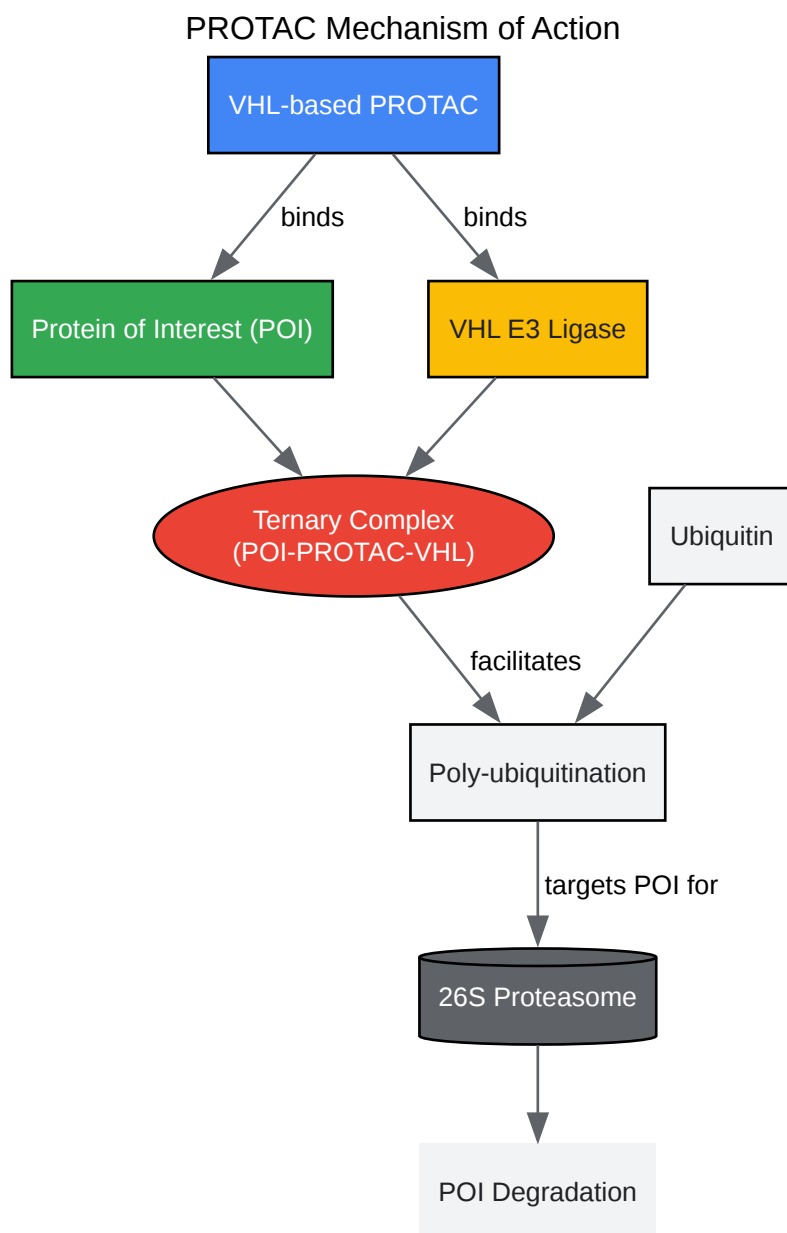 PROTAC Mechanism of Action
VHL-based PROTAC
binds
binds
Protein of Interest (POI)
VHL E3 Ligase
Ternary Complex
(POI-PROTAC-VHL)
Ubiquitin
facilitates
Poly-ubiquitination
targets POI for
26S Proteasome
POI Degradation